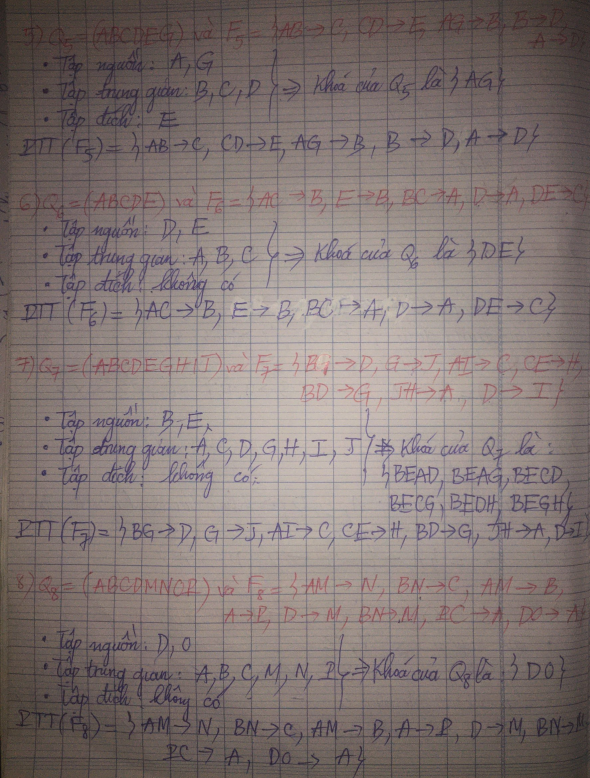 5) Q5 = (ABCDEG) và F5 = {AB → C, CD → E, AG → B, B → D,
A → D}
• Tập nguồn: A, G
• Tập trung gian: B, C, D } ⇒ Khoá của Q5 là {AG}
• Tập đích: E
PTT (F5) = {AB → C, CD → E, AG → B, B → D, A → D}
6) Q6 = (ABCDE) và F6 = {AC → B, E → B, BC → A, D → A, DE → C}
• Tập nguồn: D, E
• Tập trung gian: A, B, C } ⇒ Khoá của Q6 là {DE}
• Tập đích: không có
PTT (F6) = {AC → B, E → B, BC → A, D → A, DE → C}
7) Q7 = (ABCDEGHIJ) và F7 = {BG → D, G → J, AI → C, CE → H,
BD → G, JH → A, D → I}
• Tập nguồn: B, E,
• Tập trung gian: A, C, D, G, H, I, J } ⇒ Khoá của Q7 là:
• Tập đích: không có: {BEAD, BEAG, BECD,
BECG, BEDH, BEGH}
PTT (F7) = {BG → D, G → J, AI → C, CE → H, BD → G, JH → A, D → I}
8) Q8 = (ABCDMNOP) và F8 = {AM → N, BN → C, AM → B,
A → P, D → M, BN → M, PC → A, DO → A}
• Tập nguồn: D, O
• Tập trung gian: A, B, C, M, N, P } ⇒ Khoá của Q8 là: {DO}
• Tập đích không có
PTT (F8) = {AM → N, BN → C, AM → B, A → P, D → M, BN → M,
PC → A, DO → A}